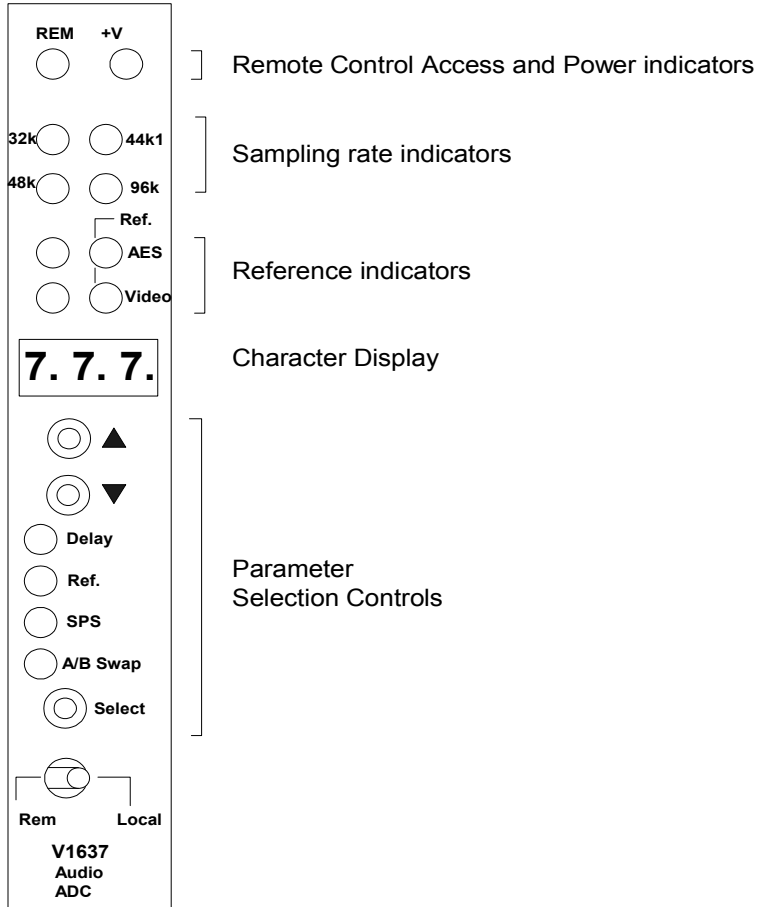 REM +V
Remote Control Access and Power indicators
32k 44k1
Sampling rate indicators
48k 96k
Ref.
AES
Reference indicators
Video
7. 7. 7.
Character Display
Delay
Ref.
Parameter
Selection Controls
SPS
A/B Swap
Select
Rem Local
V1637
Audio
ADC